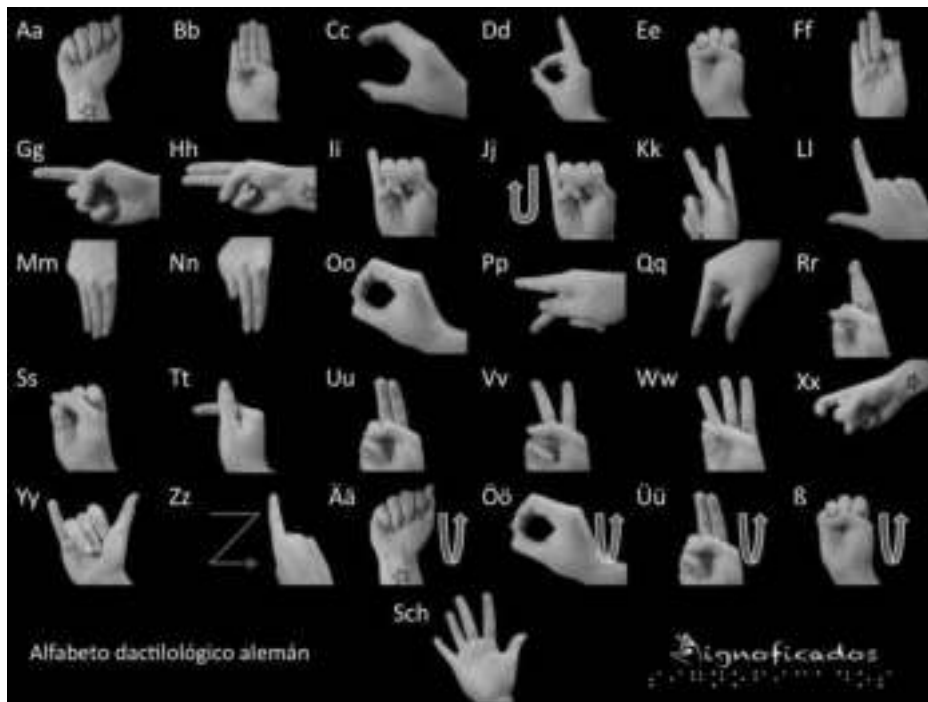 Aa Bb Cc Dd Ee Ff
Gg Hh Ii Jj Kk Ll
Mm Nn Oo Pp Qq Rr
Ss Tt Uu Vv Ww Xx
Yy Zz Ää Öö Üü ß
Sch
Alfabeto dactilológico alemán
Signoficados